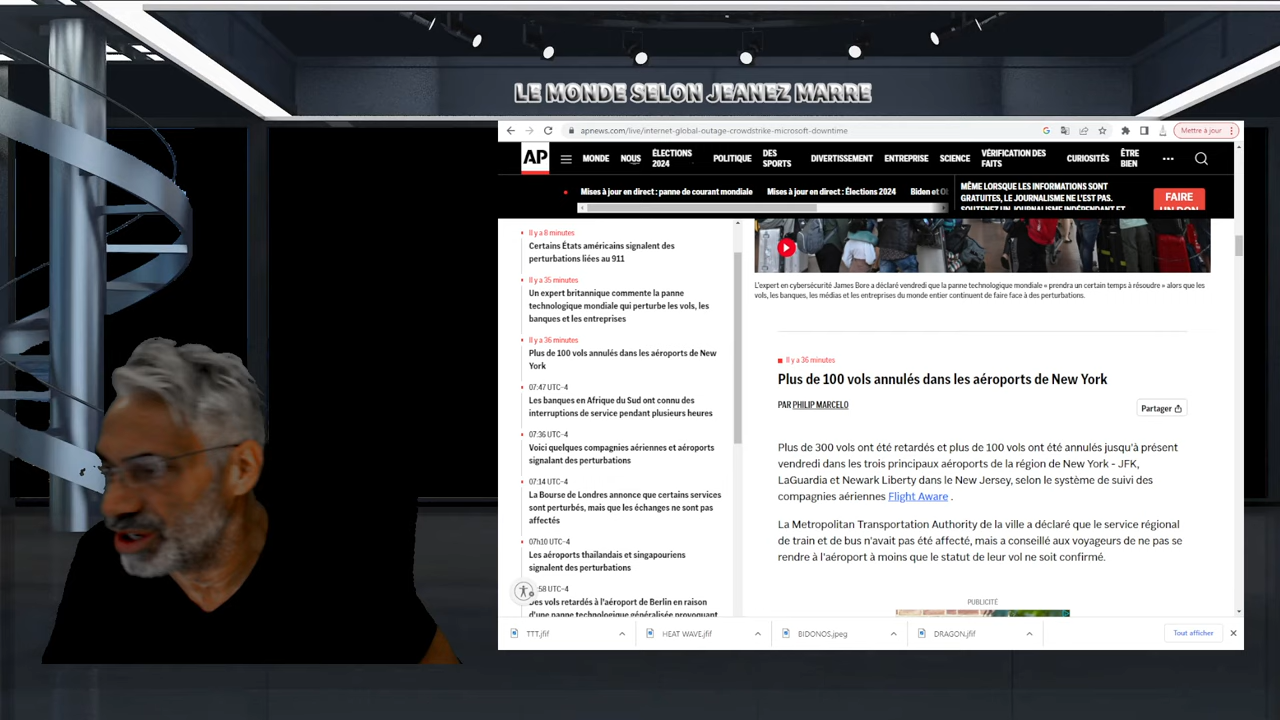 LE MONDE SELON JEANEZ MARRE
apnews.com/live/internet-global-outage-crowdstrike-microsoft-downtime
Mettre à jour
AP
MONDE
NOUS
ÉLECTIONS
2024
POLITIQUE
DES
SPORTS
DIVERTISSEMENT
ENTREPRISE
SCIENCE
VÉRIFICATION DES
FAITS
CURIOSITÉS
ÊTRE
BIEN
Mises à jour en direct : panne de courant mondiale
Mises à jour en direct : Élections 2024
Biden et
MÊME LORSQUE LES INFORMATIONS SONT
GRATUITES, LE JOURNALISME NE L'EST PAS.
SOUTENEZ UN JOURNALISME INDÉPENDANT ET
FAIRE
UN DON
Il y a 8 minutes
Certains États américains signalent des
perturbations liées au 911
Il y a 35 minutes
Un expert britannique commente la panne
technologique mondiale qui perturbe les vols, les
banques et les entreprises
Il y a 36 minutes
Plus de 100 vols annulés dans les aéroports de New
York
07:47 UTC−4
Les banques en Afrique du Sud ont connu des
interruptions de service pendant plusieurs heures
07:36 UTC−4
Voici quelques compagnies aériennes et aéroports
signalant des perturbations
07:14 UTC−4
La Bourse de Londres annonce que certains services
sont perturbés, mais que les échanges ne sont pas
affectés
07h10 UTC−4
Les aéroports thaïlandais et singapouriens
signalent des perturbations
:58 UTC−4
Des vols retardés à l'aéroport de Berlin en raison
d'une panne technologique généralisée provoquant
L'expert en cybersécurité James Bore a déclaré vendredi que la panne technologique mondiale « prendra un certain temps à résoudre » alors que les
vols, les banques, les médias et les entreprises du monde entier continuent de faire face à des perturbations.
Il y a 36 minutes
Plus de 100 vols annulés dans les aéroports de New York
PAR PHILIP MARCELO
Partager
Plus de 300 vols ont été retardés et plus de 100 vols ont été annulés jusqu'à présent
vendredi dans les trois principaux aéroports de la région de New York - JFK,
LaGuardia et Newark Liberty dans le New Jersey, selon le système de suivi des
compagnies aériennes Flight Aware .
La Metropolitan Transportation Authority de la ville a déclaré que le service régional
de train et de bus n'avait pas été affecté, mais a conseillé aux voyageurs de ne pas se
rendre à l'aéroport à moins que le statut de leur vol ne soit confirmé.
PUBLICITÉ
TTT.jfif
HEAT WAVE.jfif
BIDONOS.jpeg
DRAGON.jfif
Tout afficher